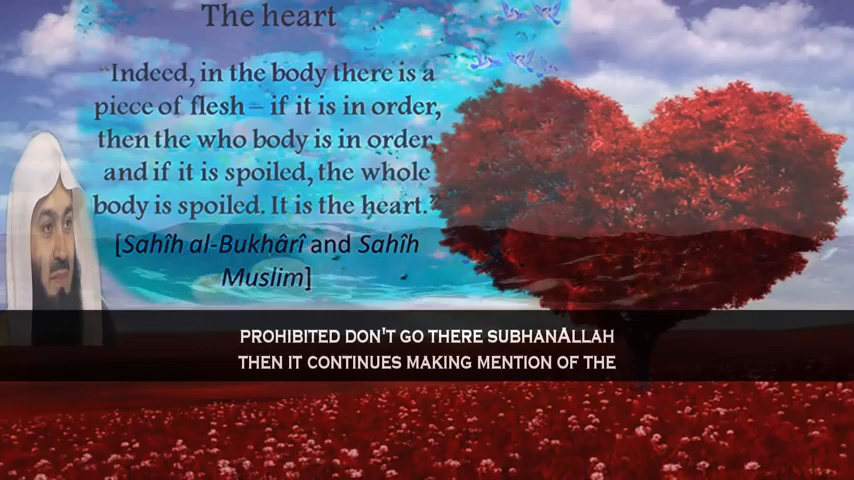 The heart
"Indeed, in the body there is a
piece of flesh – if it is in order,
then the who body is in order,
and if it is spoiled, the whole
body is spoiled. It is the heart."
[Sahîh al-Bukhârî and Sahîh
Muslim]
PROHIBITED DON'T GO THERE SUBHANALLAH
THEN IT CONTINUES MAKING MENTION OF THE